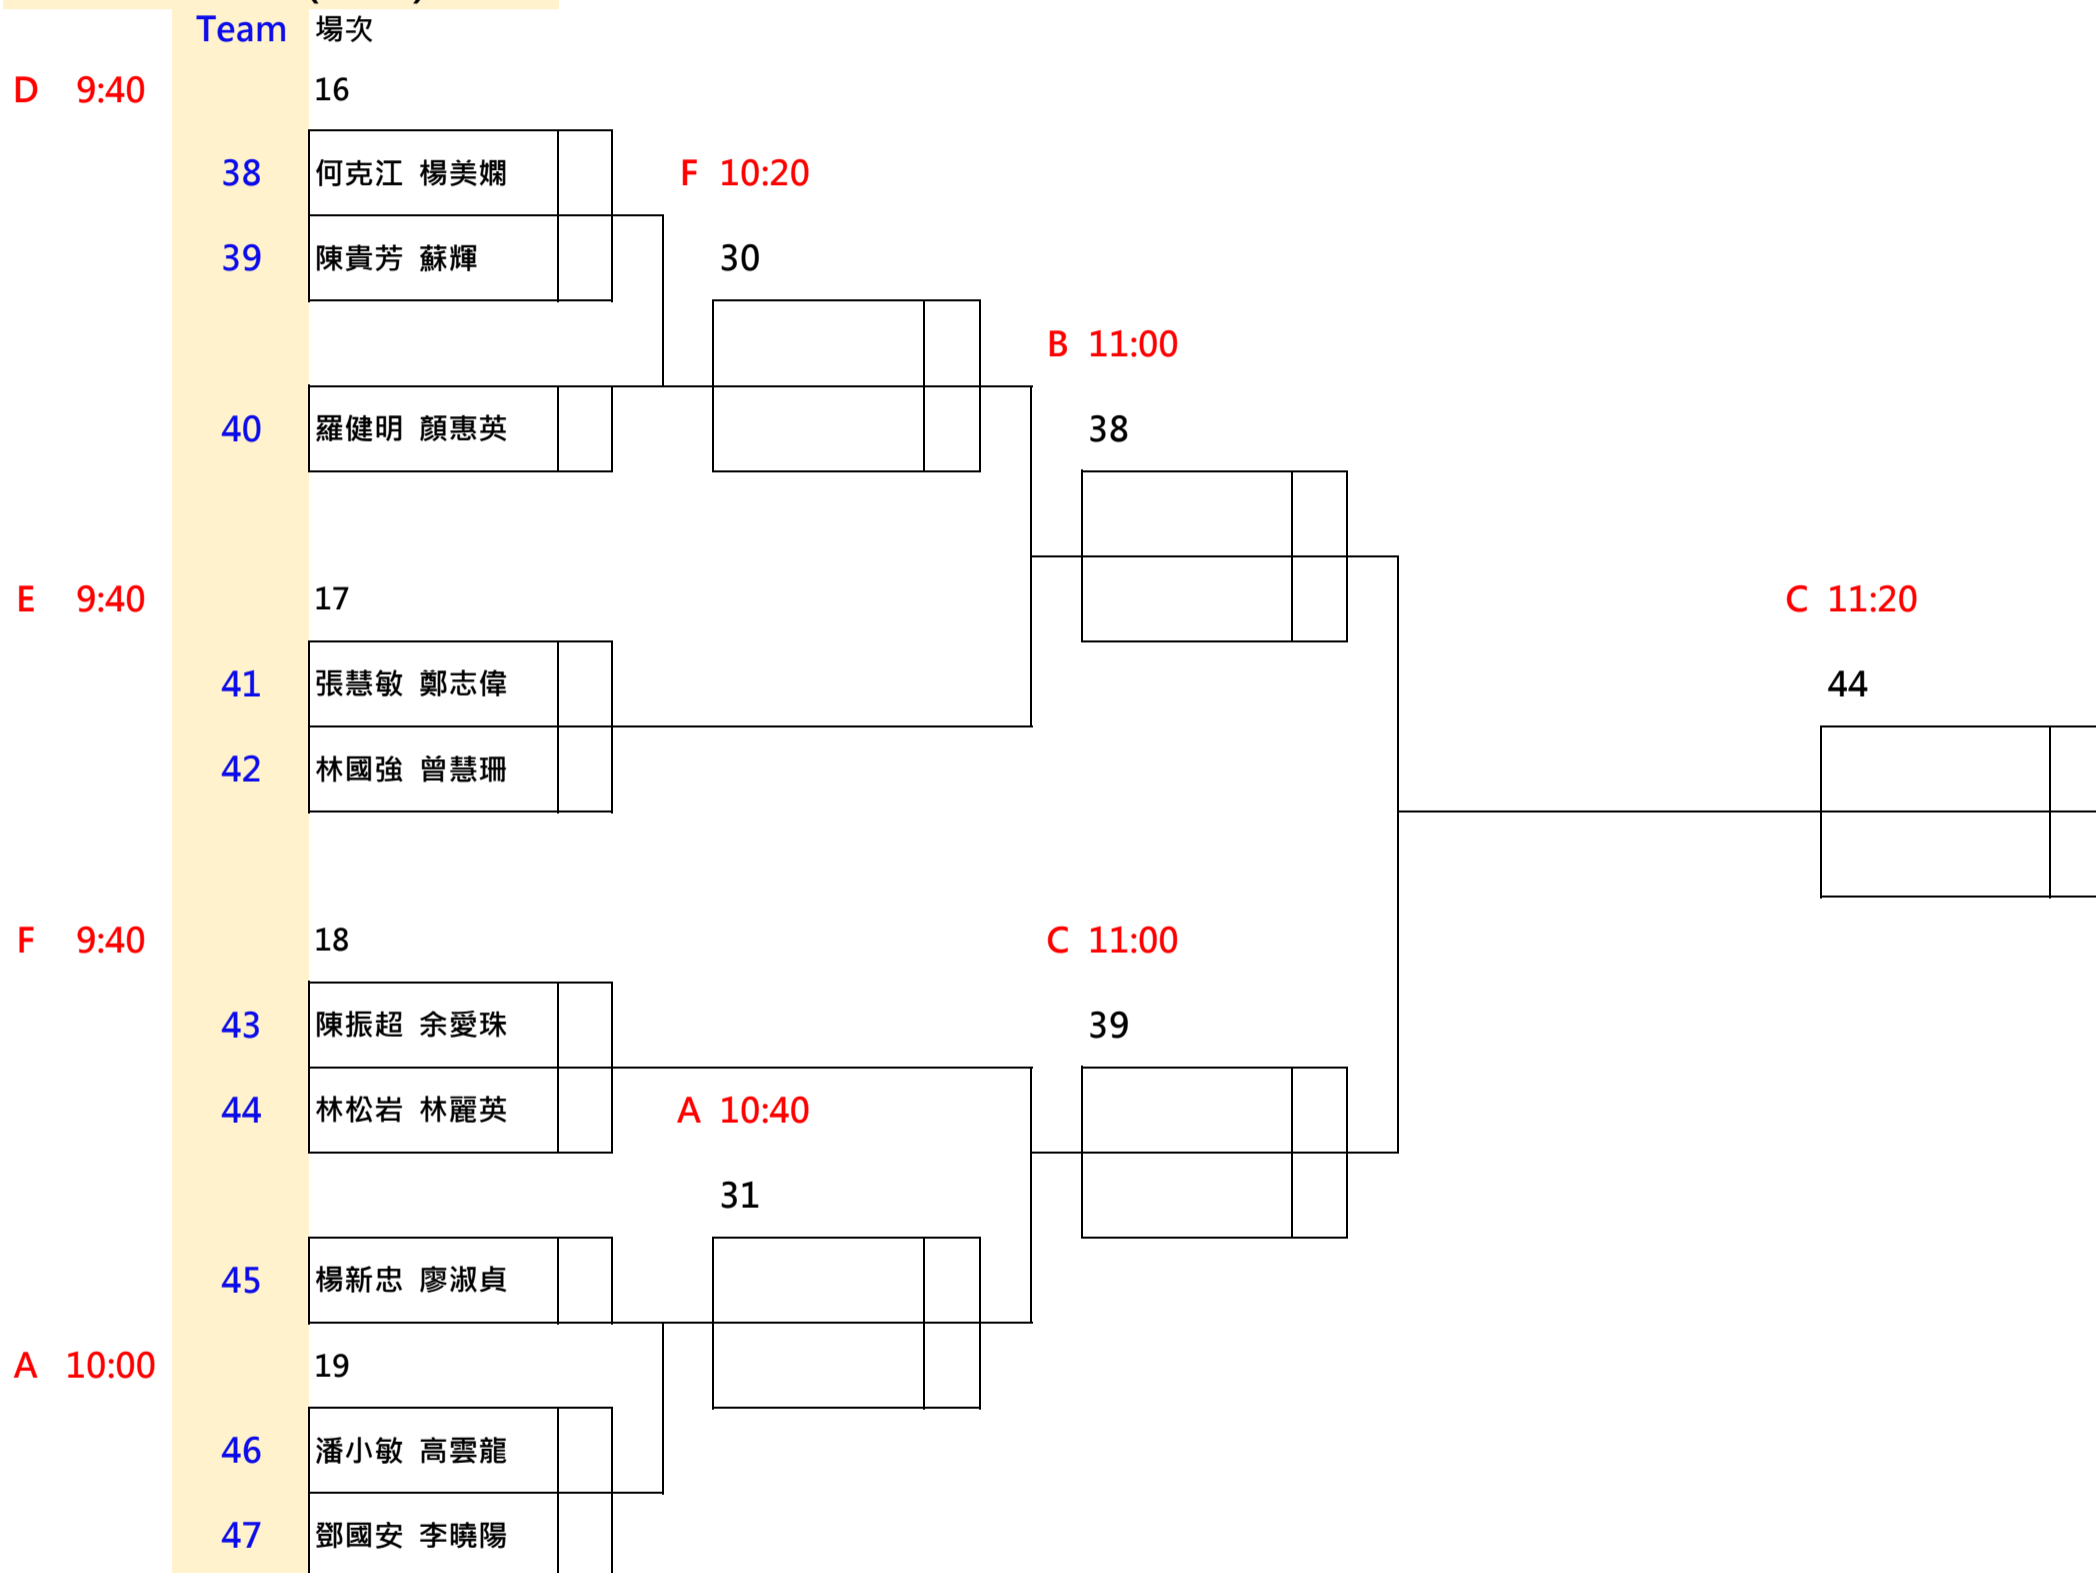 Team 場次
D 9:40 16
38 何克江 楊美嫻 F 10:20
39 陳貴芳 蘇輝 30
B 11:00
40 羅健明 顏惠英 38
E 9:40 17 C 11:20
41 張慧敏 鄭志偉 44
42 林國強 曾慧珊
F 9:40 18 C 11:00
43 陳振超 余愛珠 39
44 林松岩 林麗英 A 10:40
31
45 楊新忠 廖淑貞
A 10:00 19
46 潘小敏 高雲龍
47 鄧國安 李曉陽